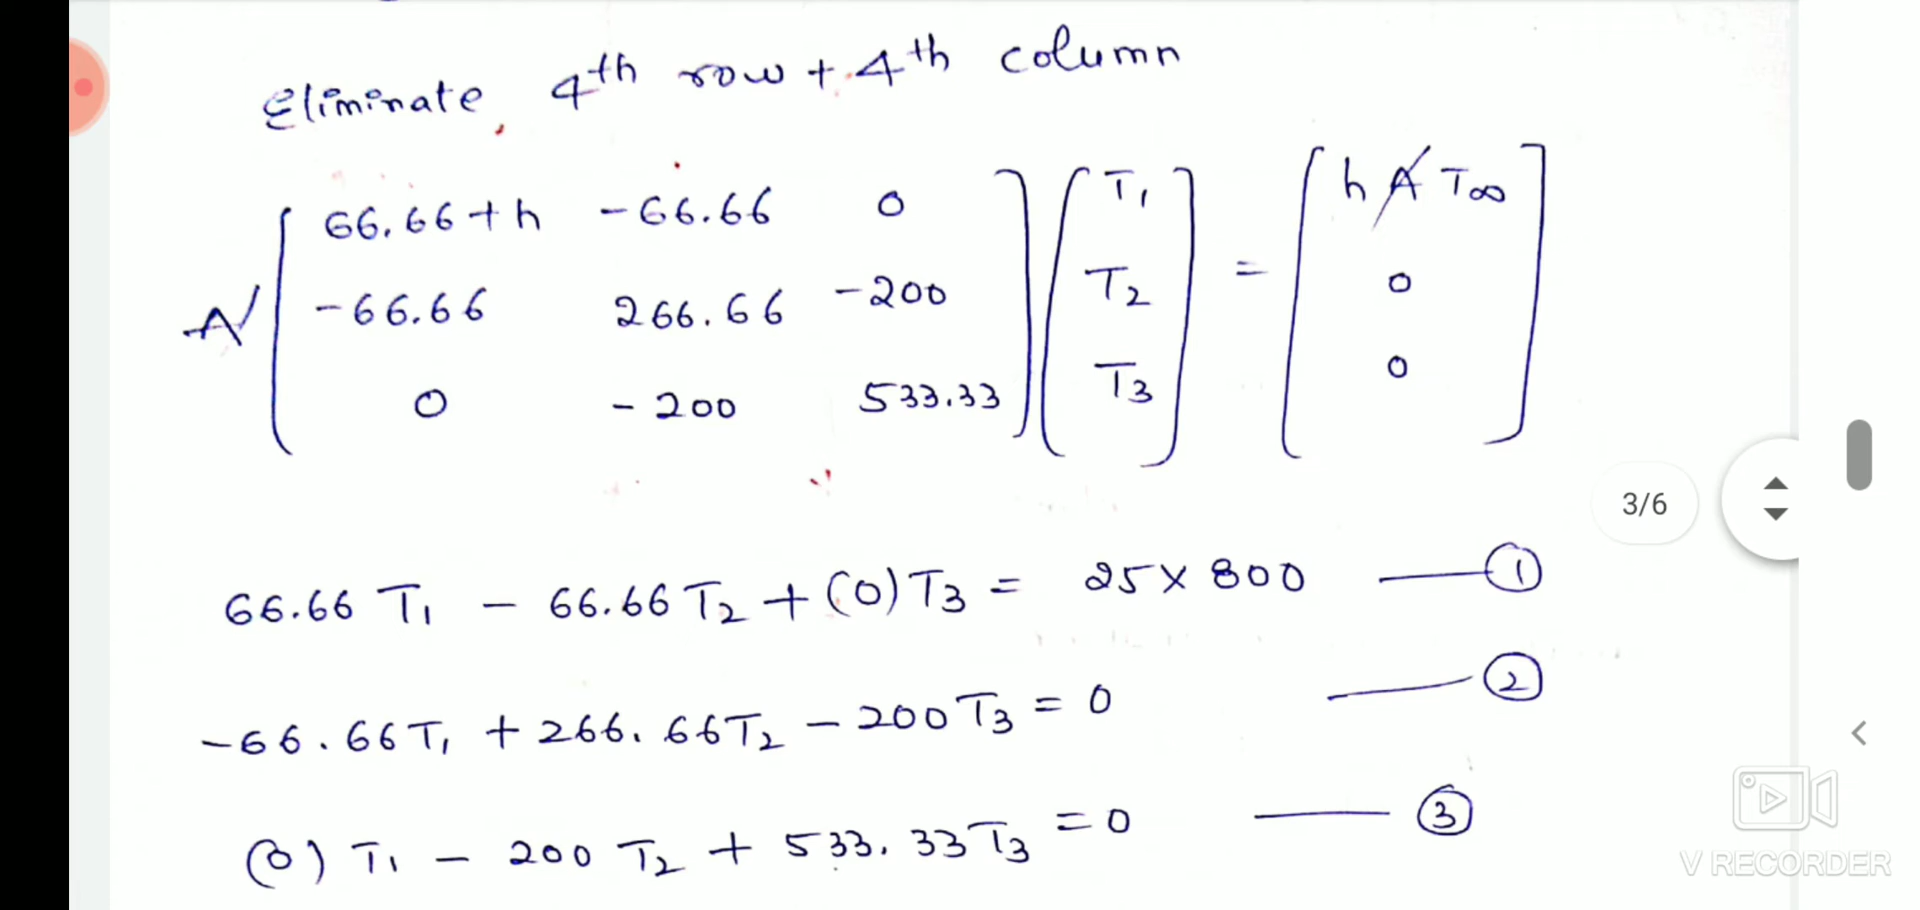 Eliminate, 4th row + 4th column
A [ 66.66 + h -66.66 0 ] [ T1 ] = [ h A T∞ ]
[ -66.66 266.66 -200 ] [ T2 ] [ 0 ]
[ 0 -200 533.33 ] [ T3 ] [ 0 ]
3/6
66.66 T1 - 66.66 T2 + (0) T3 = 25 × 800 — ①
-66.66 T1 + 266.66 T2 - 200 T3 = 0 — ②
(0) T1 - 200 T2 + 533.33 T3 = 0 — ③
V RECORDER